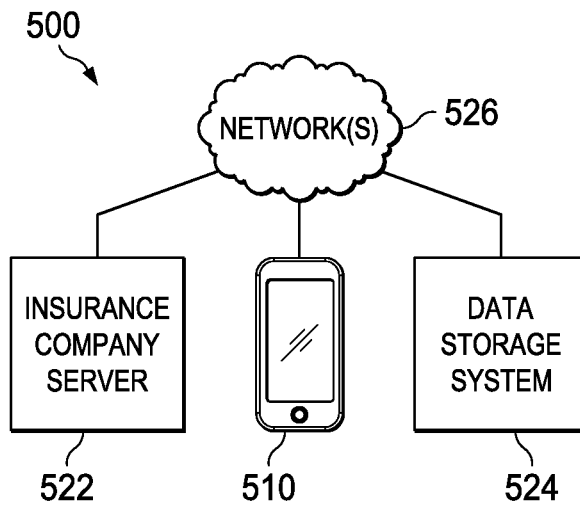 500
NETWORK(S)
526
INSURANCE
COMPANY
SERVER
DATA
STORAGE
SYSTEM
522
510
524